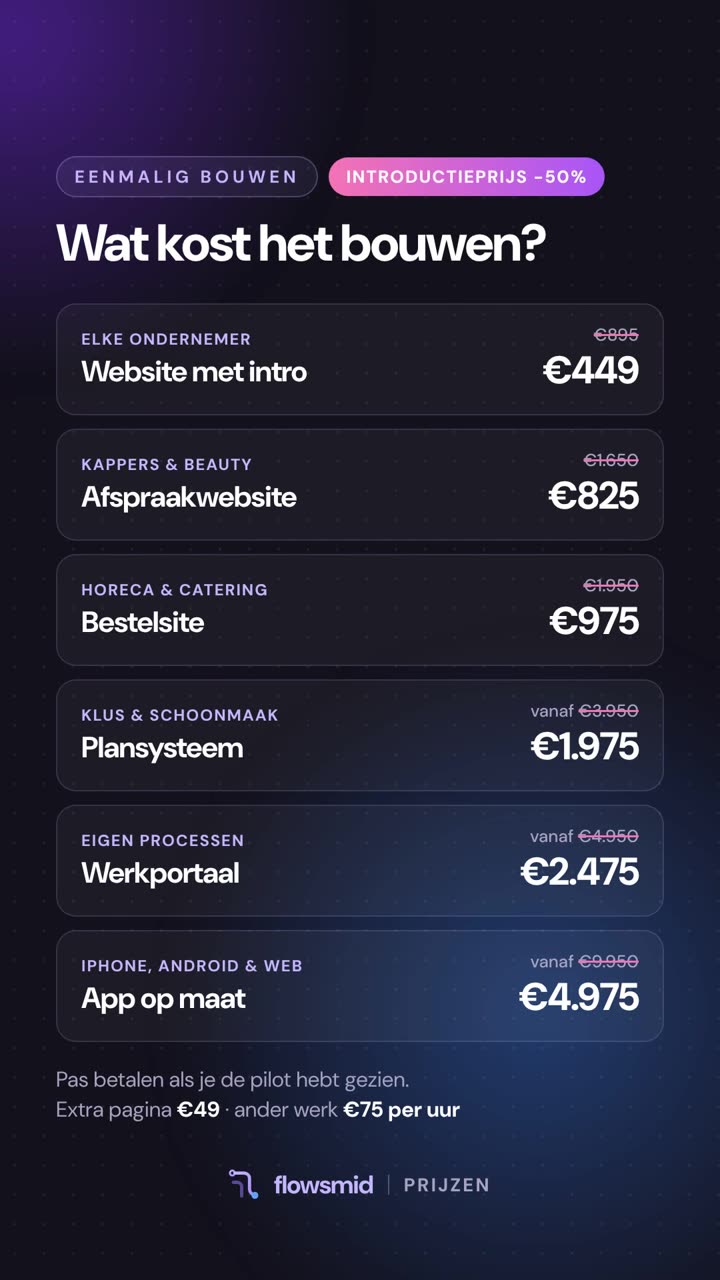 EENMALIG BOUWEN
INTRODUCTIEPRIJS -50%
Wat kost het bouwen?
ELKE ONDERNEMER
€895
Website met intro
€449
KAPPERS & BEAUTY
€1.650
Afspraakwebsite
€825
HORECA & CATERING
€1.950
Bestelsite
€975
KLUS & SCHOONMAAK
vanaf €3.950
Plansysteem
€1.975
EIGEN PROCESSEN
vanaf €4.950
Werkportaal
€2.475
IPHONE, ANDROID & WEB
vanaf €9.950
App op maat
€4.975
Pas betalen als je de pilot hebt gezien.
Extra pagina €49 · ander werk €75 per uur
flowsmid | PRIJZEN